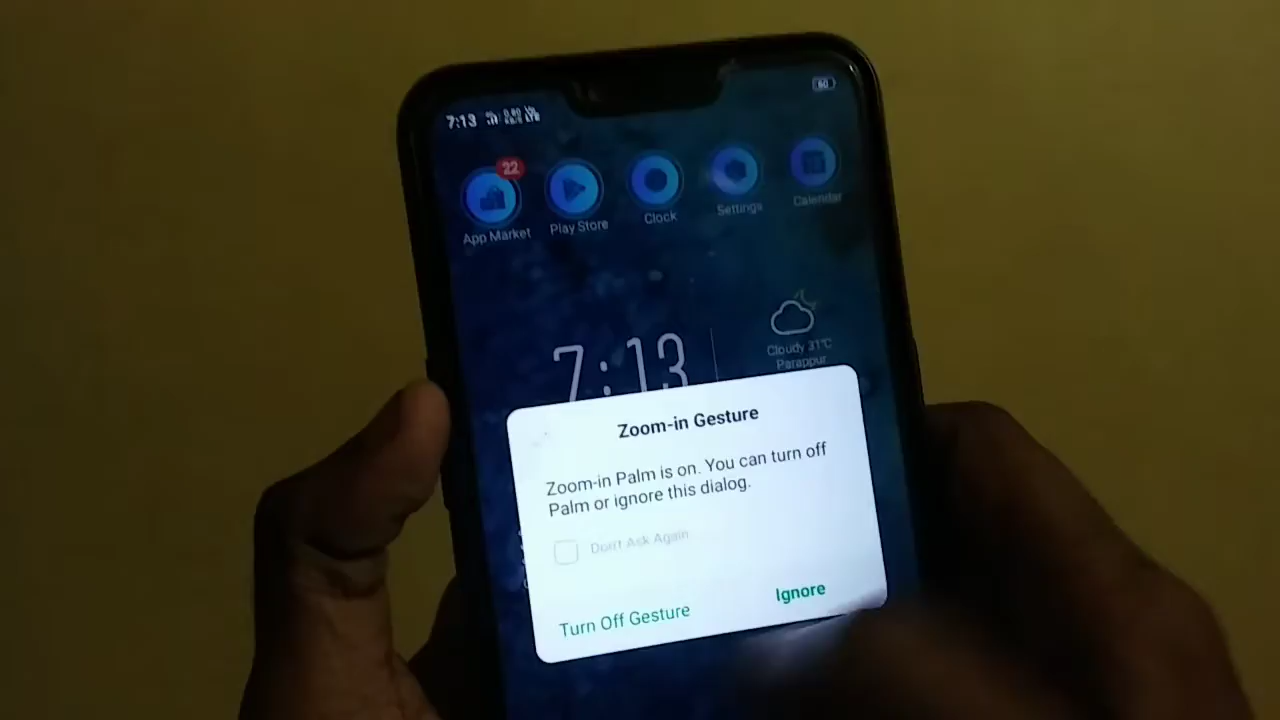 7:13
60
22
App Market
Play Store
Clock
Settings
Calendar
7:13
Cloudy 31°C
Parappur
Zoom-in Gesture
Zoom-in Palm is on. You can turn off
Palm or ignore this dialog.
Don't Ask Again
Turn Off Gesture
Ignore